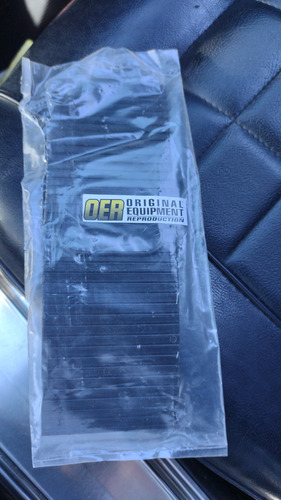 OER ORIGINAL
EQUIPMENT
REPRODUCTION